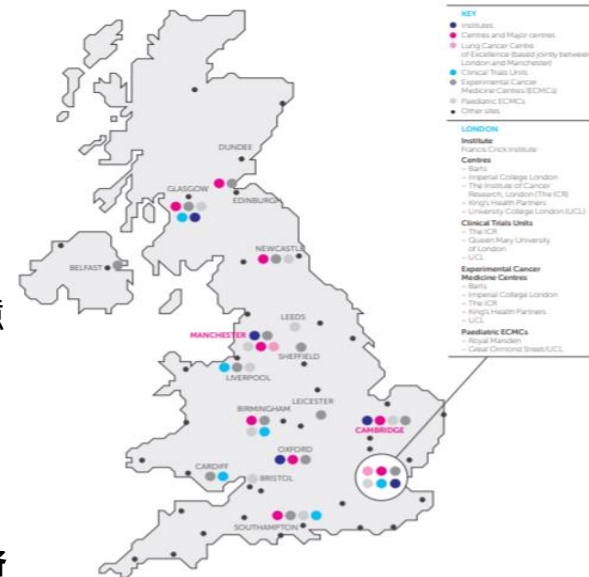 KEY
Institutes
Centres and Major centres
Lung Cancer Centre
of Excellence (based jointly between
London and Manchester)
Clinical Trials Units
Experimental Cancer
Medicine Centres (ECMCs)
Paediatric ECMCs
Other sites
LONDON
Institute
Francis Crick Institute
Centres
– Barts
– Imperial College London
– The Institute of Cancer
Research, London (The ICR)
– King's Health Partners
– University College London (UCL)
Clinical Trials Units
– The ICR
– Queen Mary University
of London
– UCL
Experimental Cancer
Medicine Centres
– Barts
– Imperial College London
– The ICR
– King's Health Partners
– UCL
Paediatric ECMCs
– Royal Marsden
– Great Ormond Street/UCL
DUNDEE
GLASGOW
EDINBURGH
NEWCASTLE
BELFAST
LEEDS
MANCHESTER
SHEFFIELD
LIVERPOOL
LEICESTER
BIRMINGHAM
CAMBRIDGE
OXFORD
CARDIFF
BRISTOL
SOUTHAMPTON